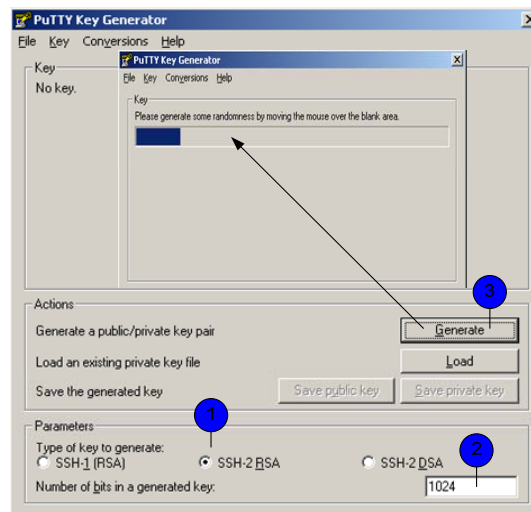 PuTTY Key Generator
File Key Conversions Help
Key
No key.
PuTTY Key Generator
File Key Conversions Help
Key
Please generate some randomness by moving the mouse over the blank area.
3
Actions
Generate a public/private key pair
Generate
Load an existing private key file
Load
Save the generated key
Save public key
Save private key
1
Parameters
Type of key to generate:
2
SSH-1 (RSA)
SSH-2 RSA
SSH-2 DSA
Number of bits in a generated key:
1024